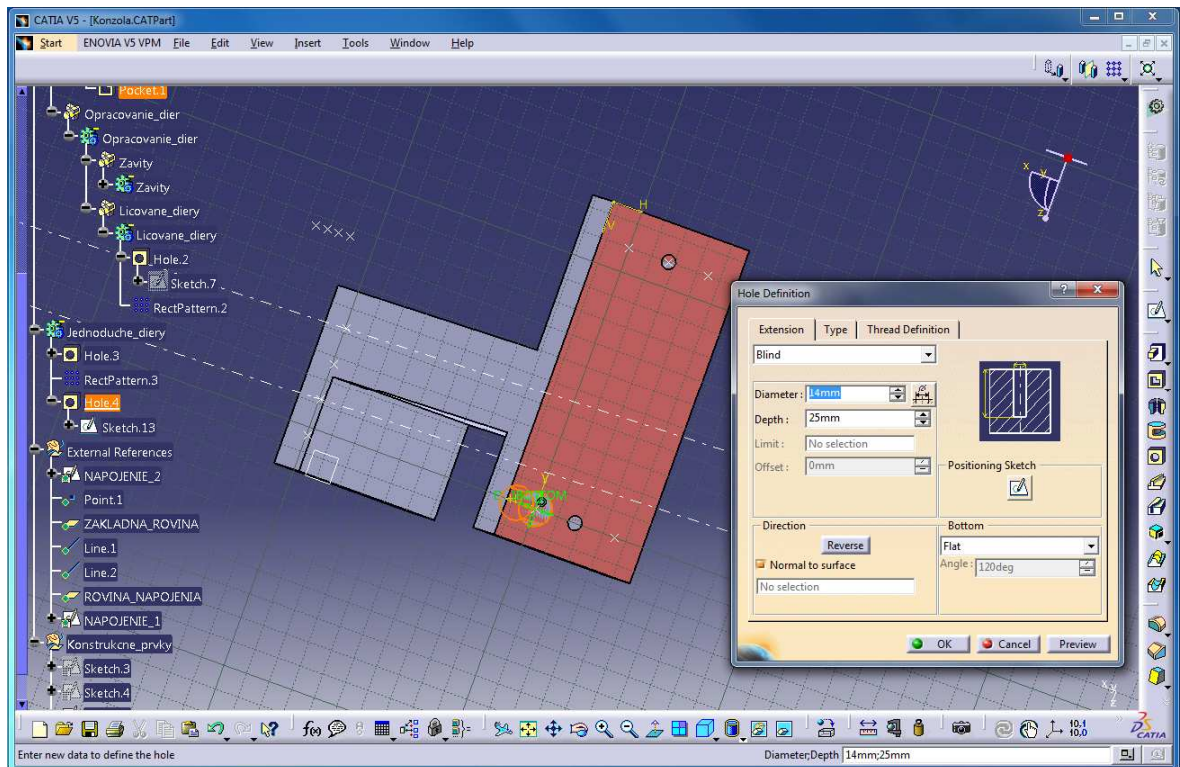 CATIA V5 - [Konzola.CATPart]
Start ENOVIA V5 VPM File Edit View Insert Tools Window Help
Pocket.1
Opracovanie_dier
Opracovanie_dier
Zavity
Zavity
Licovane_diery
Licovane_diery
Hole.2
Sketch.7
RectPattern.2
Jednoduche_diery
Hole.3
RectPattern.3
Hole.4
Sketch.13
External References
NAPOJENIE_2
Point.1
ZAKLADNA_ROVINA
Line.1
Line.2
ROVINA_NAPOJENIA
NAPOJENIE_1
Konstrukcne_prvky
Sketch.3
Sketch.4
H
V
y
x
y
z
Hole Definition
Extension Type Thread Definition
Blind
Diameter : 14mm
Depth : 25mm
Limit : No selection
Offset : 0mm
Positioning Sketch
Direction
Reverse
Normal to surface
No selection
Bottom
Flat
Angle : 120deg
OK Cancel Preview
f(x)
10,1
10,0
CATIA
Enter new data to define the hole
Diameter;Depth 14mm;25mm